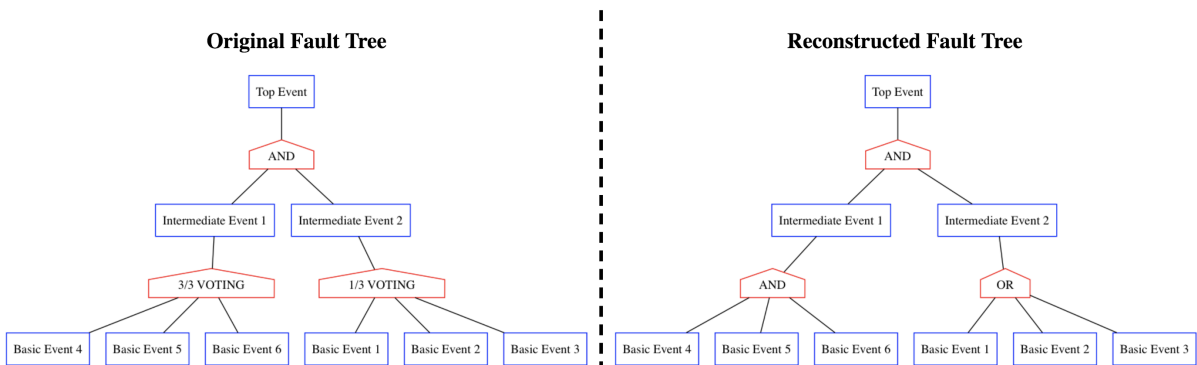 Original Fault Tree
Top Event
AND
Intermediate Event 1
Intermediate Event 2
3/3 VOTING
1/3 VOTING
Basic Event 4
Basic Event 5
Basic Event 6
Basic Event 1
Basic Event 2
Basic Event 3
Reconstructed Fault Tree
Top Event
AND
Intermediate Event 1
Intermediate Event 2
AND
OR
Basic Event 4
Basic Event 5
Basic Event 6
Basic Event 1
Basic Event 2
Basic Event 3